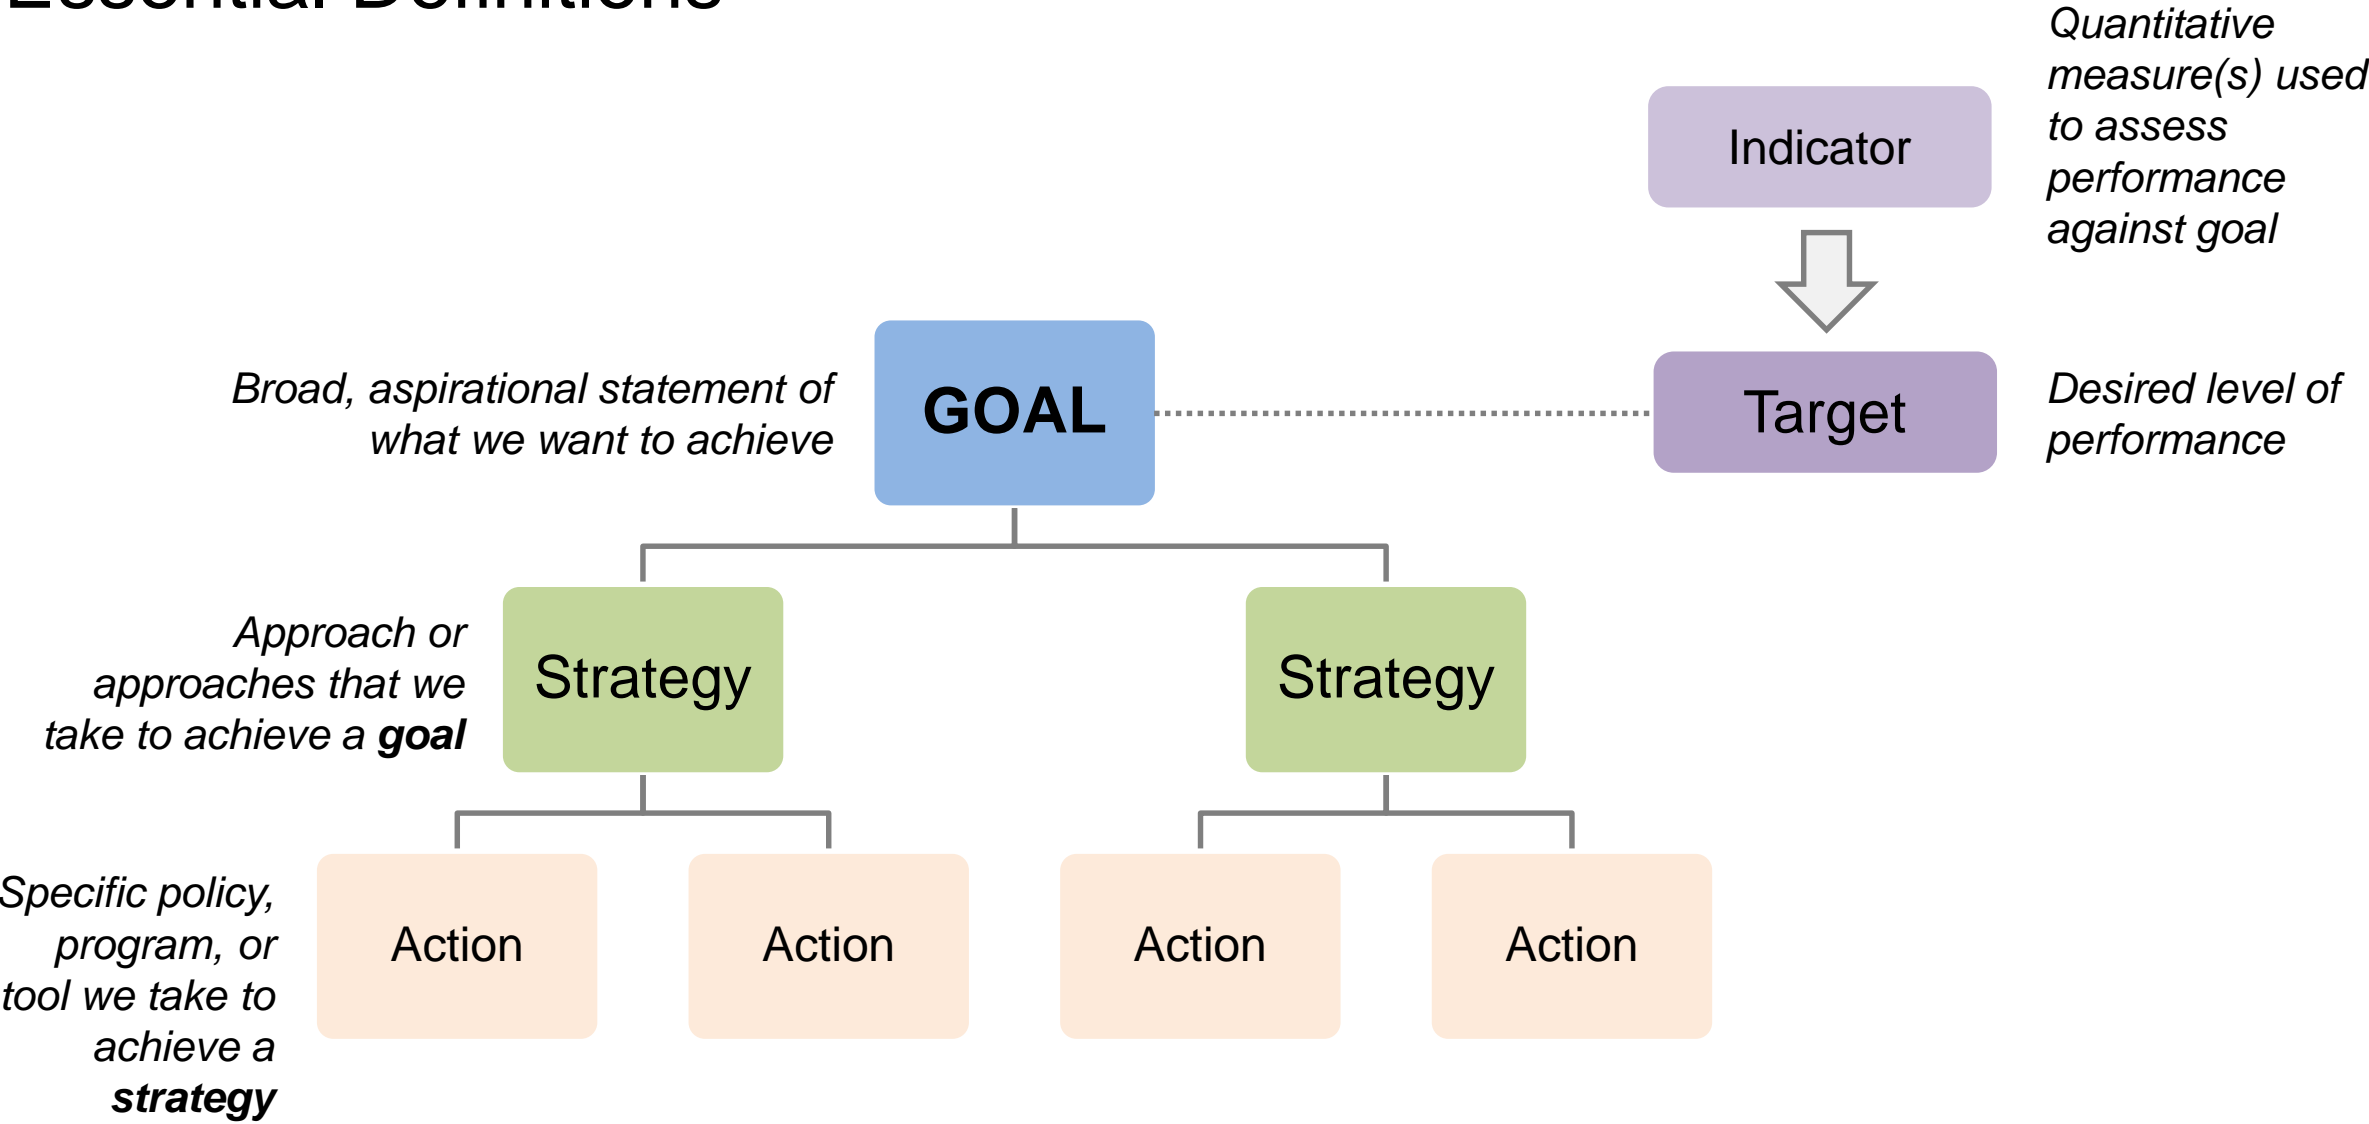 Essential Definitions
Quantitative
measure(s) used
to assess
performance
against goal
Indicator
Broad, aspirational statement of
what we want to achieve
GOAL
Target
Desired level of
performance
Approach or
approaches that we
take to achieve a goal
Strategy
Strategy
Specific policy,
program, or
tool we take to
achieve a
strategy
Action
Action
Action
Action